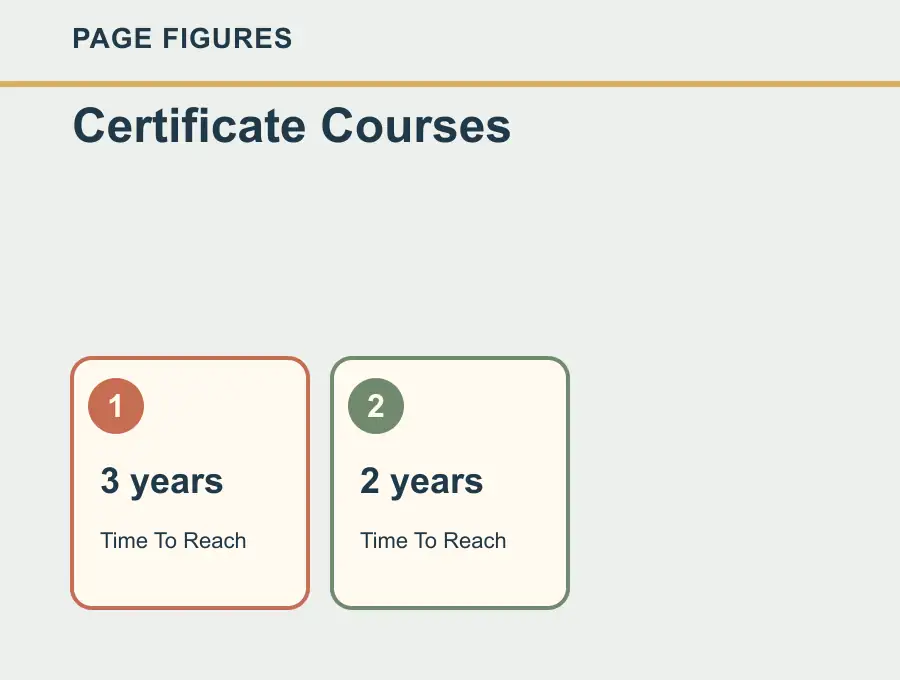 PAGE FIGURES
Certificate Courses
1
3 years
Time To Reach
2
2 years
Time To Reach